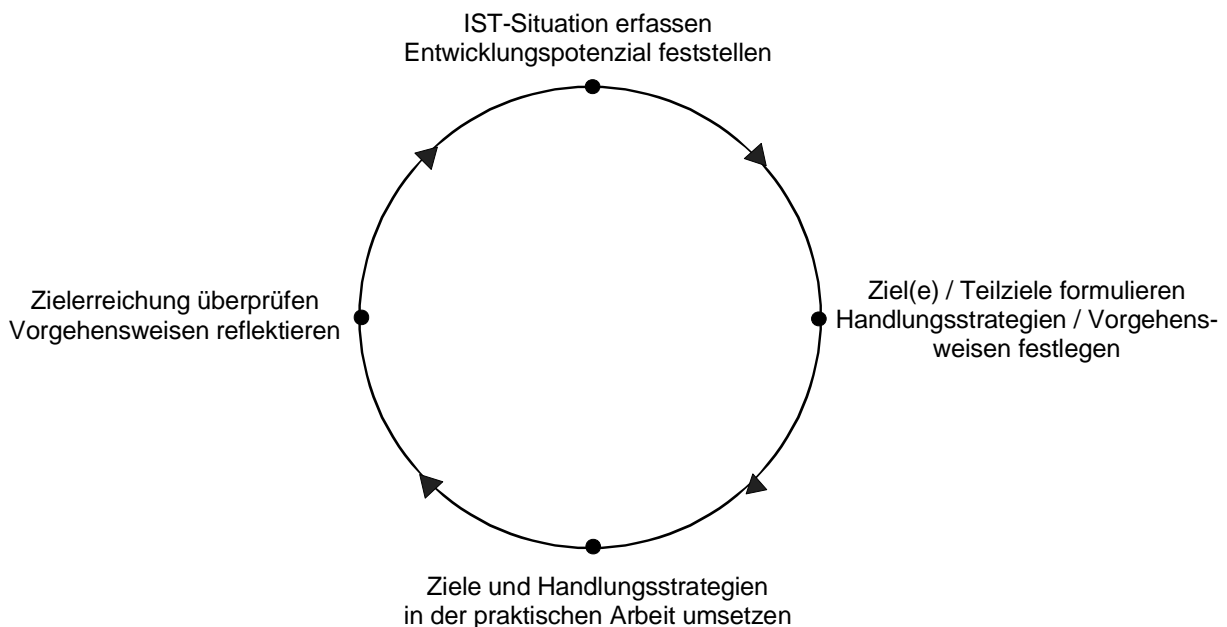 IST-Situation erfassen
Entwicklungspotenzial feststellen
Zielerreichung überprüfen
Vorgehensweisen reflektieren
Ziel(e) / Teilziele formulieren
Handlungsstrategien / Vorgehens-
weisen festlegen
Ziele und Handlungsstrategien
in der praktischen Arbeit umsetzen